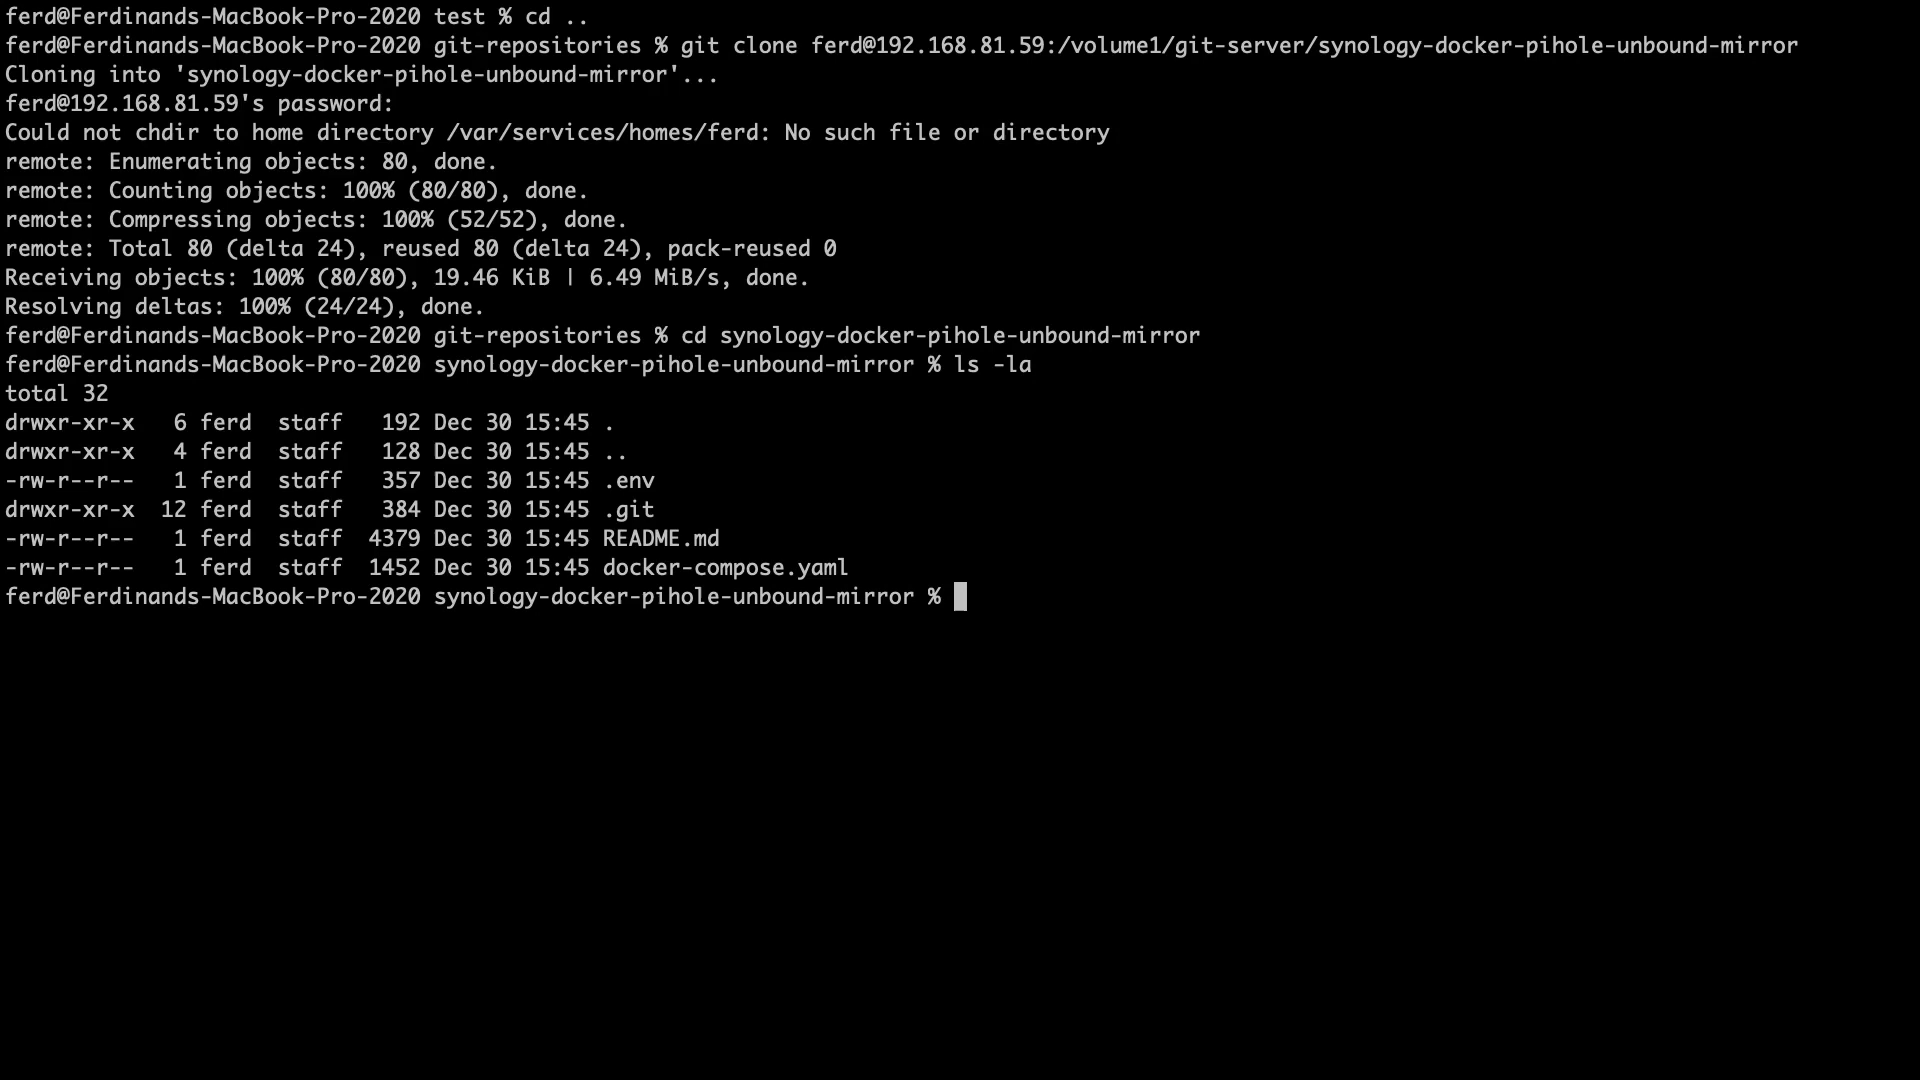 ferd@Ferdinands-MacBook-Pro-2020 test % cd ..
ferd@Ferdinands-MacBook-Pro-2020 git-repositories % git clone ferd@192.168.81.59:/volume1/git-server/synology-docker-pihole-unbound-mirror
Cloning into 'synology-docker-pihole-unbound-mirror'...
ferd@192.168.81.59's password:
Could not chdir to home directory /var/services/homes/ferd: No such file or directory
remote: Enumerating objects: 80, done.
remote: Counting objects: 100% (80/80), done.
remote: Compressing objects: 100% (52/52), done.
remote: Total 80 (delta 24), reused 80 (delta 24), pack-reused 0
Receiving objects: 100% (80/80), 19.46 KiB | 6.49 MiB/s, done.
Resolving deltas: 100% (24/24), done.
ferd@Ferdinands-MacBook-Pro-2020 git-repositories % cd synology-docker-pihole-unbound-mirror
ferd@Ferdinands-MacBook-Pro-2020 synology-docker-pihole-unbound-mirror % ls -la
total 32
drwxr-xr-x   6 ferd  staff   192 Dec 30 15:45 .
drwxr-xr-x   4 ferd  staff   128 Dec 30 15:45 ..
-rw-r--r--   1 ferd  staff   357 Dec 30 15:45 .env
drwxr-xr-x  12 ferd  staff   384 Dec 30 15:45 .git
-rw-r--r--   1 ferd  staff  4379 Dec 30 15:45 README.md
-rw-r--r--   1 ferd  staff  1452 Dec 30 15:45 docker-compose.yaml
ferd@Ferdinands-MacBook-Pro-2020 synology-docker-pihole-unbound-mirror %